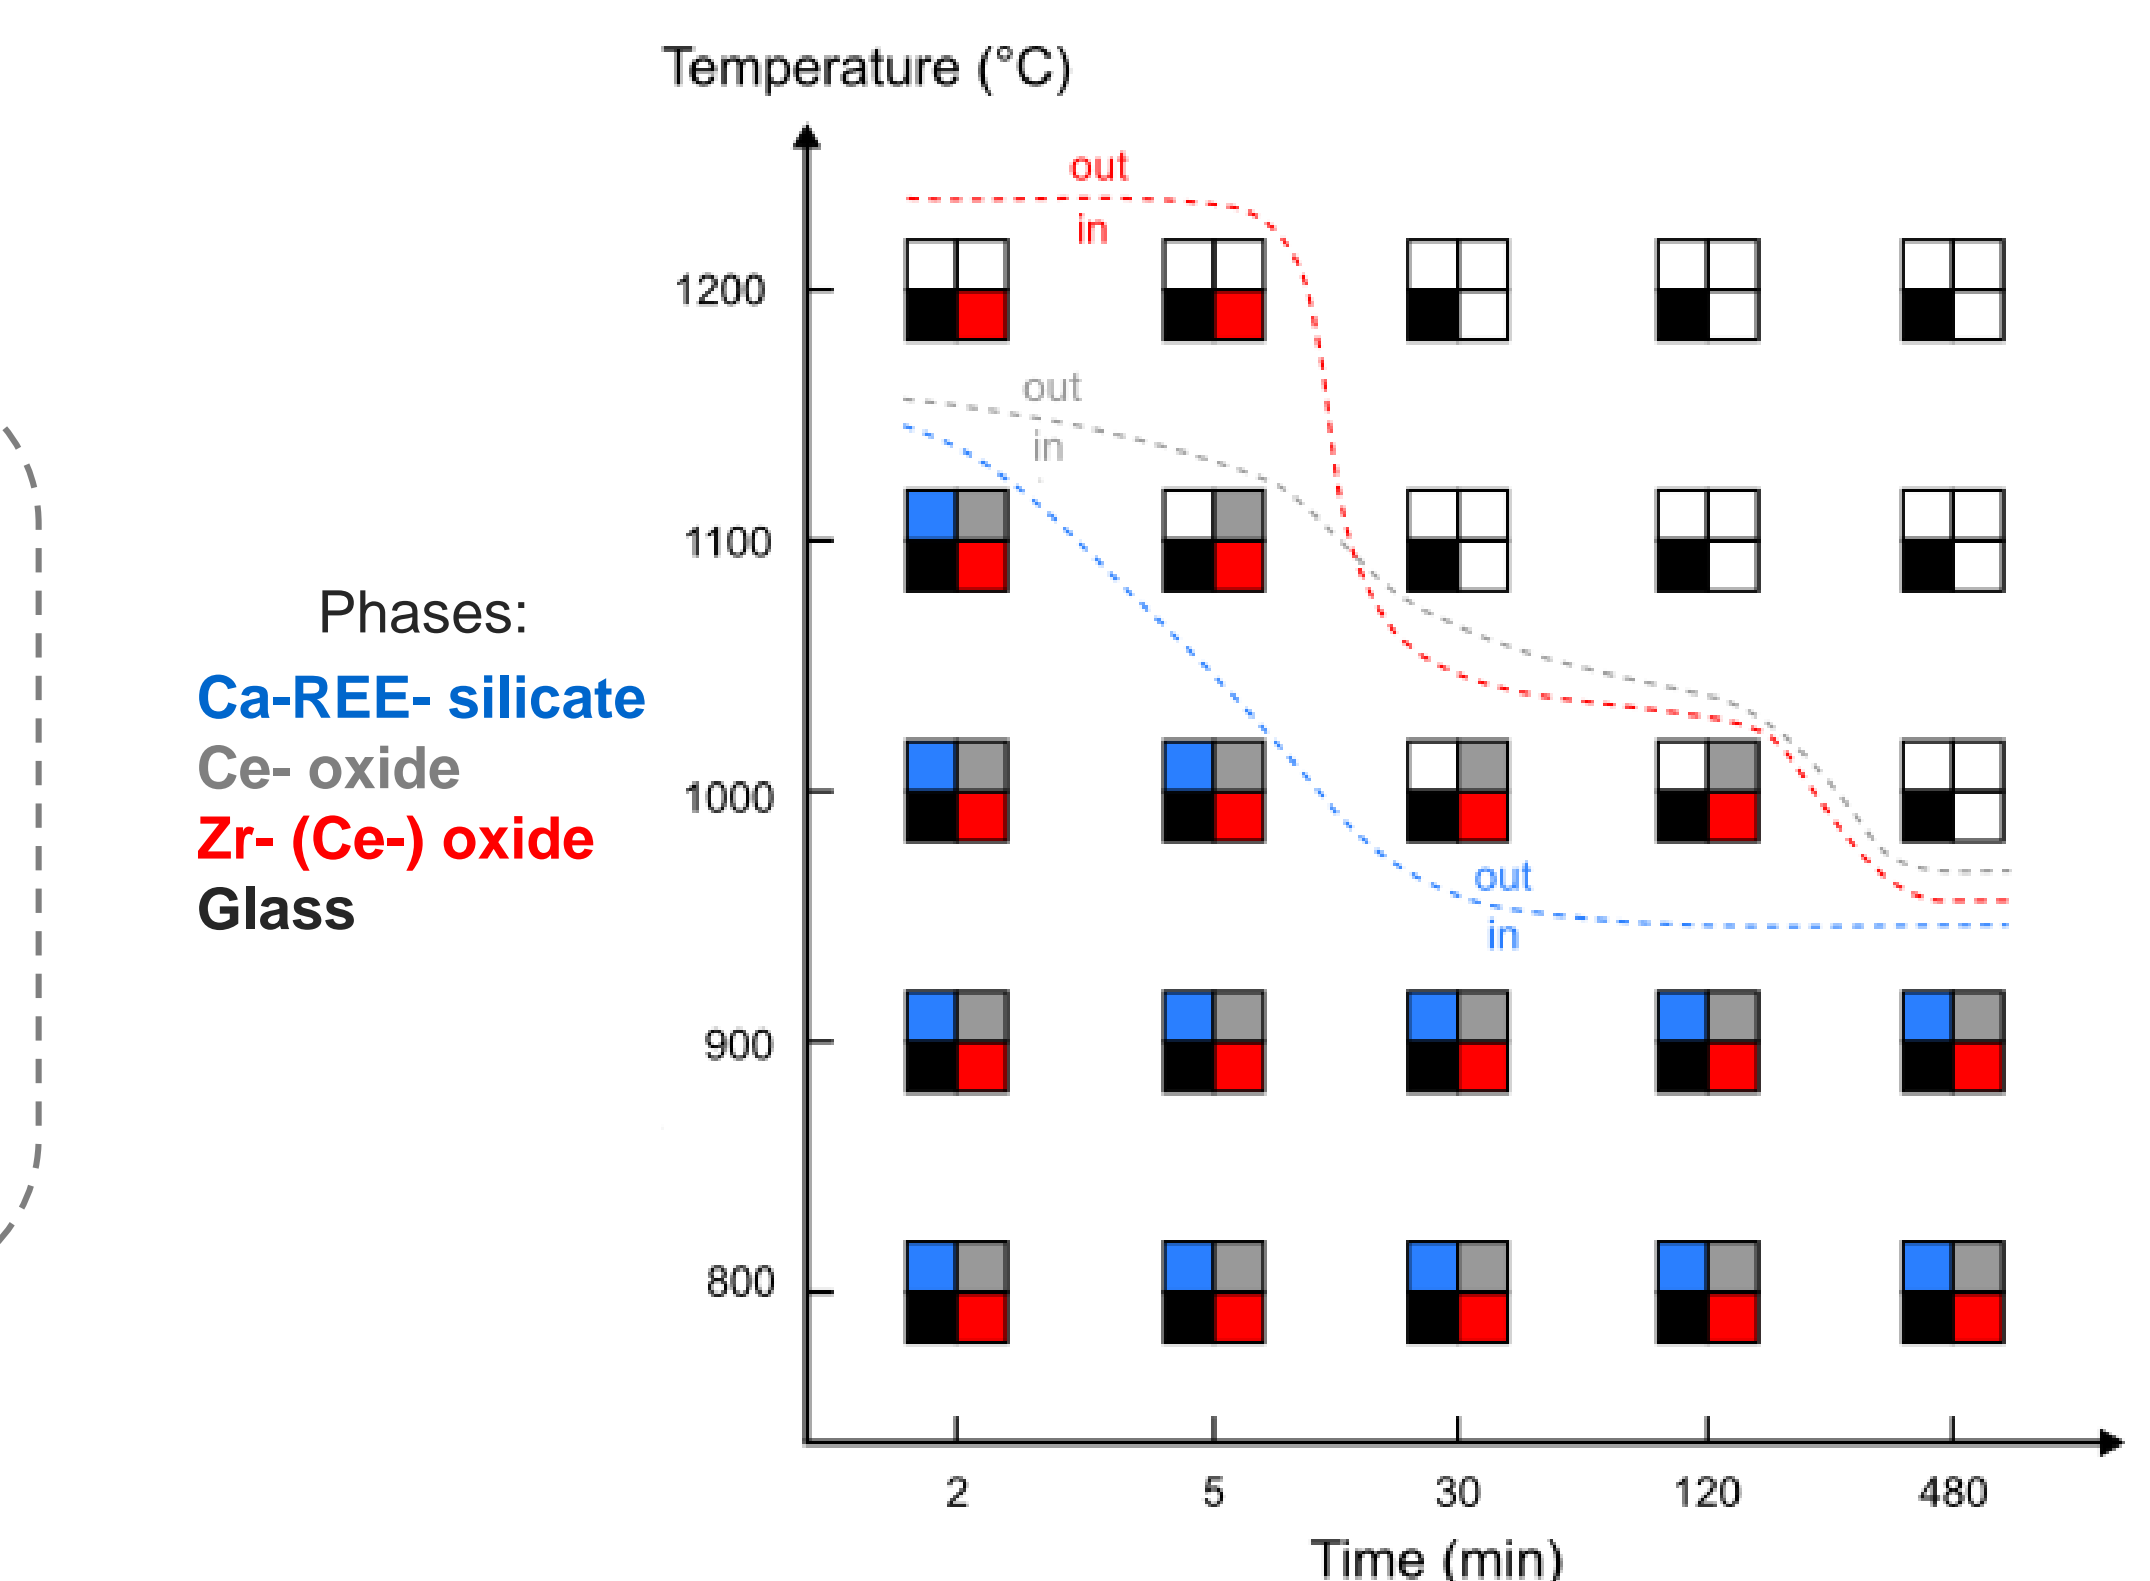 Temperature (°C)
out
in
1200
out
in
1100
Phases:
Ca-REE- silicate
Ce- oxide
Zr- (Ce-) oxide
Glass
1000
out
in
900
800
2 5 30 120 480
Time (min)